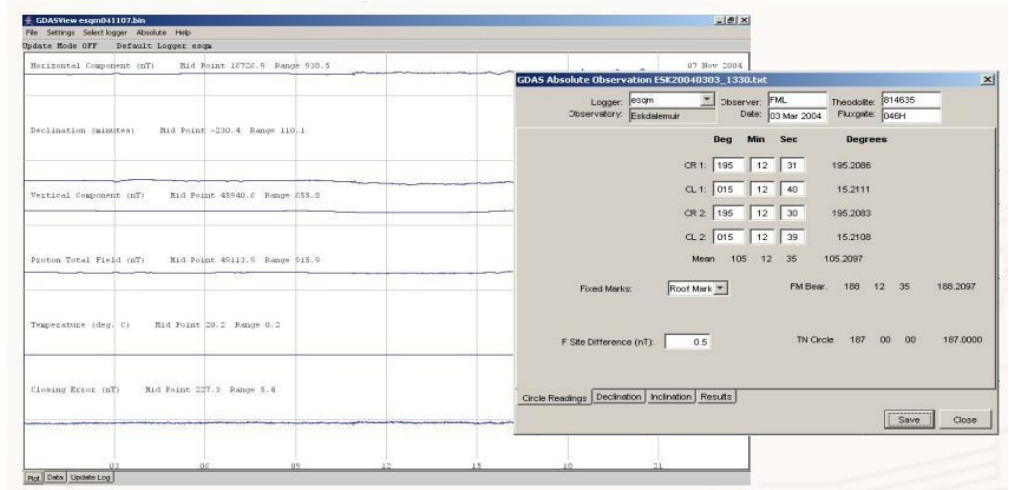 GDASView esqm041107.bin
File Settings Select logger Absolute Help
Update Mode OFF Default Logger esqm
Horizontal Component (nT) Mid Point 16726.9 Range 938.5
07 Nov 2004
Declination (minutes) Mid Point -230.4 Range 110.1
Vertical Component (nT) Mid Point 45940.6 Range 855.8
Proton Total Field (nT) Mid Point 49113.9 Range 915.9
Temperature (deg. C) Mid Point 20.2 Range 0.2
Closing Error (nT) Mid Point 227.3 Range 5.4
03 06 09 12 15 18 21
Plot Data Update Log
GDAS Absolute Observation ESK20040303_1330.txt
Logger: esqm Observer: FML Theodolite: 814635
Observatory: Eskdalemuir Date: 03 Mar 2004 Fluxgate: 046H
Deg Min Sec Degrees
CR 1: 195 12 31 195.2086
CL 1: 015 12 40 15.2111
CR 2: 195 12 30 195.2083
CL 2: 015 12 39 15.2108
Mean 105 12 35 105.2097
Fixed Marks: Roof Mark FM Bear. 188 12 35 188.2097
F Site Difference (nT): 0.5 TN Circle 187 00 00 187.0000
Circle Readings Declination Inclination Results
Save Close